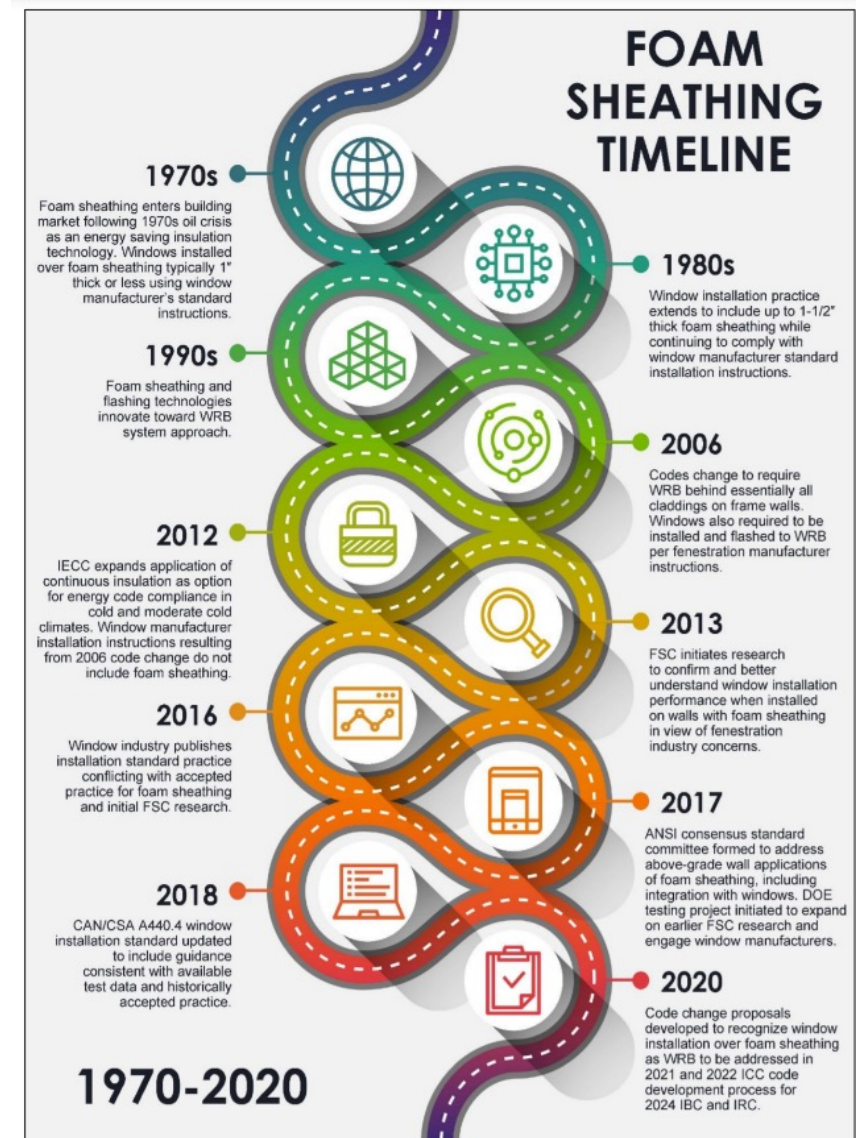 FOAM
SHEATHING
TIMELINE
1970s
Foam sheathing enters building
market following 1970s oil crisis
as an energy saving insulation
technology. Windows installed
over foam sheathing typically 1"
thick or less using window
manufacturer's standard
instructions.
1980s
Window installation practice
extends to include up to 1-1/2"
thick foam sheathing while
continuing to comply with
window manufacturer standard
installation instructions.
1990s
Foam sheathing and
flashing technologies
innovate toward WRB
system approach.
2006
Codes change to require
WRB behind essentially all
claddings on frame walls.
Windows also required to be
installed and flashed to WRB
per fenestration manufacturer
instructions.
2012
IECC expands application of
continuous insulation as option
for energy code compliance in
cold and moderate cold
climates. Window manufacturer
installation instructions resulting
from 2006 code change do not
include foam sheathing.
2013
FSC initiates research
to confirm and better
understand window installation
performance when installed
on walls with foam sheathing
in view of fenestration
industry concerns.
2016
Window industry publishes
installation standard practice
conflicting with accepted
practice for foam sheathing
and initial FSC research.
2017
ANSI consensus standard
committee formed to address
above-grade wall applications
of foam sheathing, including
integration with windows. DOE
testing project initiated to expand
on earlier FSC research and
engage window manufacturers.
2018
CAN/CSA A440.4 window
installation standard updated
to include guidance
consistent with available
test data and historically
accepted practice.
2020
Code change proposals
developed to recognize window
installation over foam sheathing
as WRB to be addressed in
2021 and 2022 ICC code
development process for
2024 IBC and IRC.
1970-2020